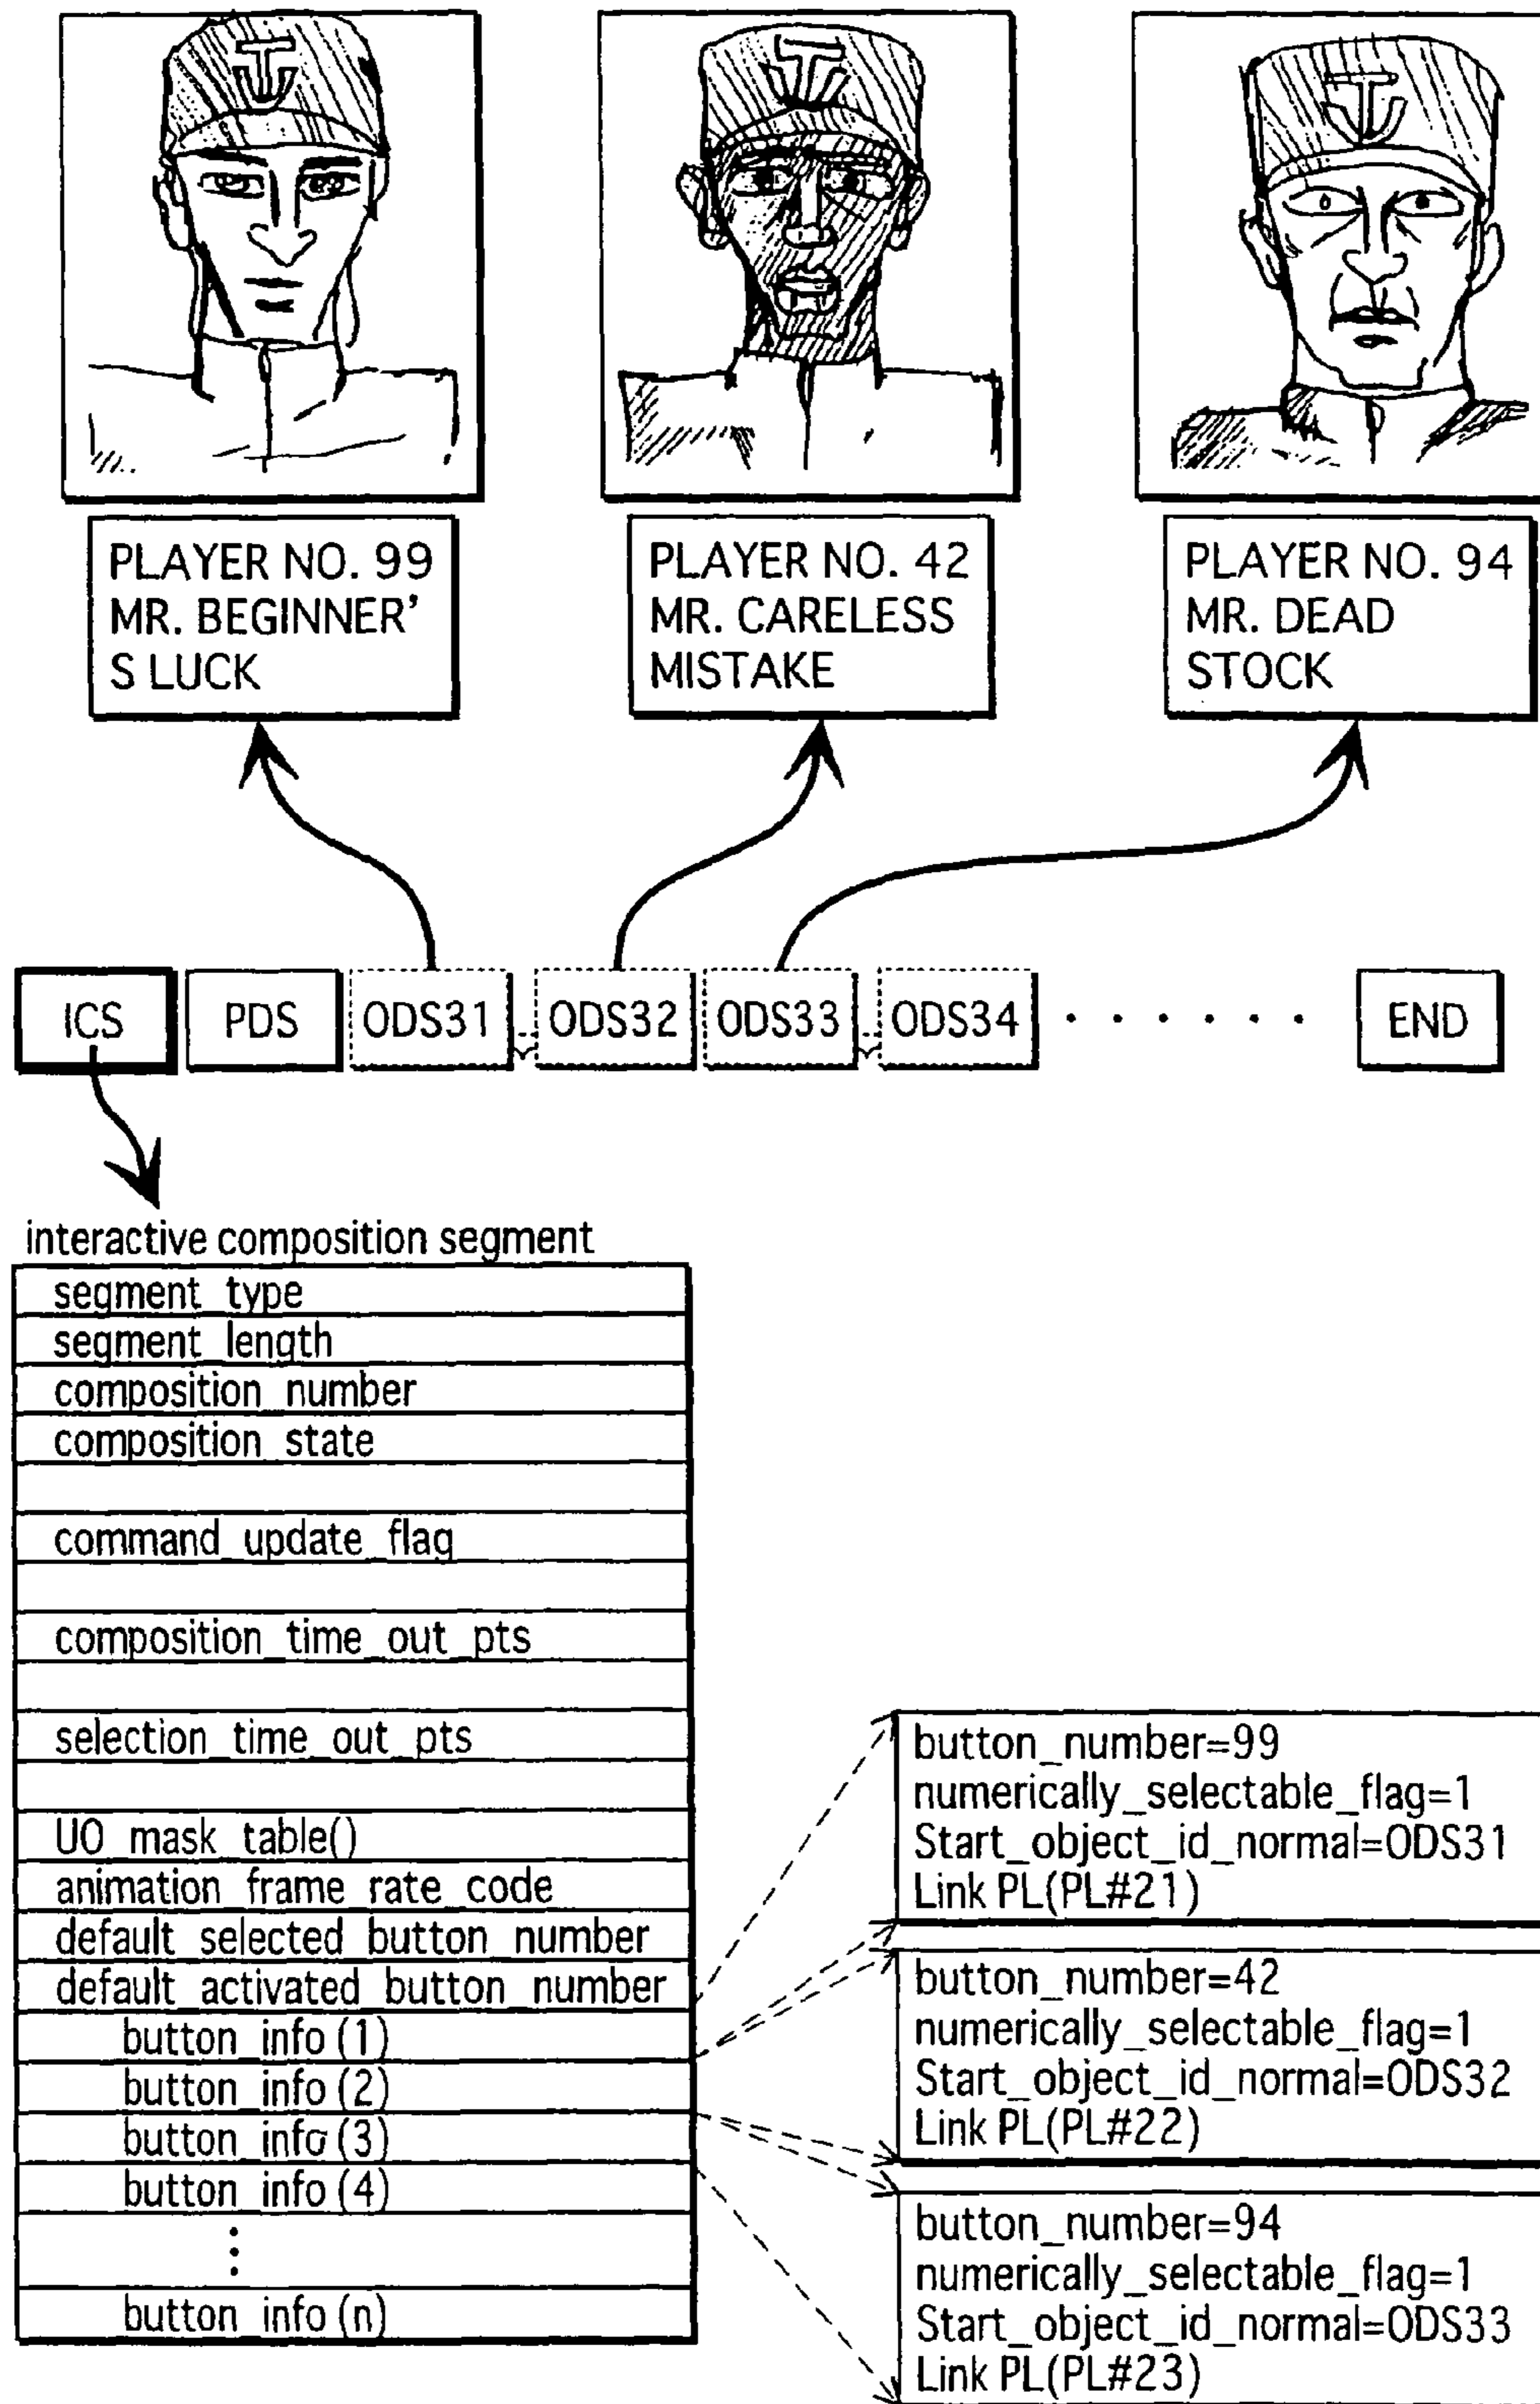 PLAYER NO. 99
MR. BEGINNER'
S LUCK
PLAYER NO. 42
MR. CARELESS
MISTAKE
PLAYER NO. 94
MR. DEAD
STOCK
ICS
PDS
ODS31
ODS32
ODS33
ODS34
END
interactive composition segment
segment_type
segment_length
composition_number
composition_state
command_update_flag
composition_time_out_pts
selection_time_out_pts
UO_mask_table()
animation_frame_rate_code
default_selected_button_number
default_activated_button_number
button_info (1)
button_info (2)
button_info (3)
button_info (4)
button_info (n)
button_number=99
numerically_selectable_flag=1
Start_object_id_normal=ODS31
Link PL(PL#21)
button_number=42
numerically_selectable_flag=1
Start_object_id_normal=ODS32
Link PL(PL#22)
button_number=94
numerically_selectable_flag=1
Start_object_id_normal=ODS33
Link PL(PL#23)